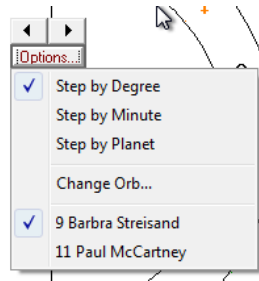 Options...
Step by Degree
Step by Minute
Step by Planet
Change Orb...
9 Barbra Streisand
11 Paul McCartney